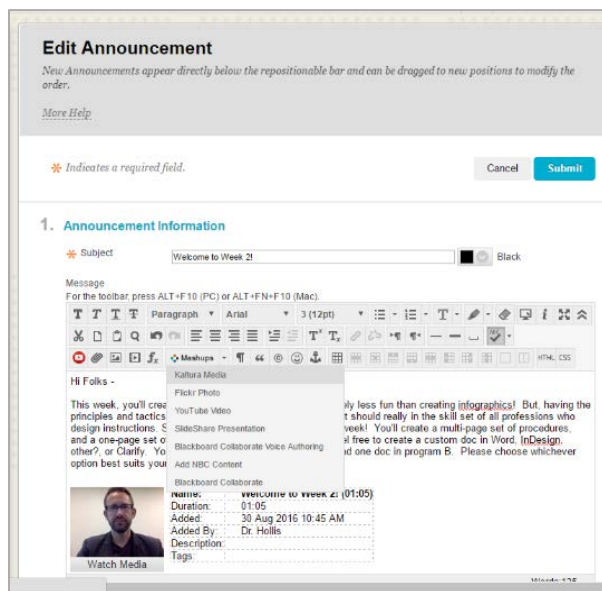 Edit Announcement
New Announcements appear directly below the repositionable bar and can be dragged to new positions to modify the
order.
More Help
Indicates a required field.
Cancel Submit
1. Announcement Information
Subject Welcome to Week 2! Black
Message
For the toolbar, press ALT+F10 (PC) or ALT+FN+F10 (Mac).
T T T T Paragraph Arial 3 (12pt)
Mashups HTML CSS
Kaltura Media
Flickr Photo
YouTube Video
SlideShare Presentation
Blackboard Collaborate Voice Authoring
Add NBC Content
Blackboard Collaborate
Hi Folks -
This week, you'll crea ly less fun than creating infographics! But, having the
principles and tactics t should really in the skill set of all professionals who
design instructions. S week! You'll create a multi-page set of procedures,
and a one-page set o el free to create a custom doc in Word, InDesign,
other?, or Clarify. Yo nd one doc in program B. Please choose whichever
option best suits your
Name: Welcome to Week 2! (01:05)
Duration: 01:05
Added: 30 Aug 2016 10:45 AM
Added By: Dr. Hollis
Description:
Tags:
Watch Media